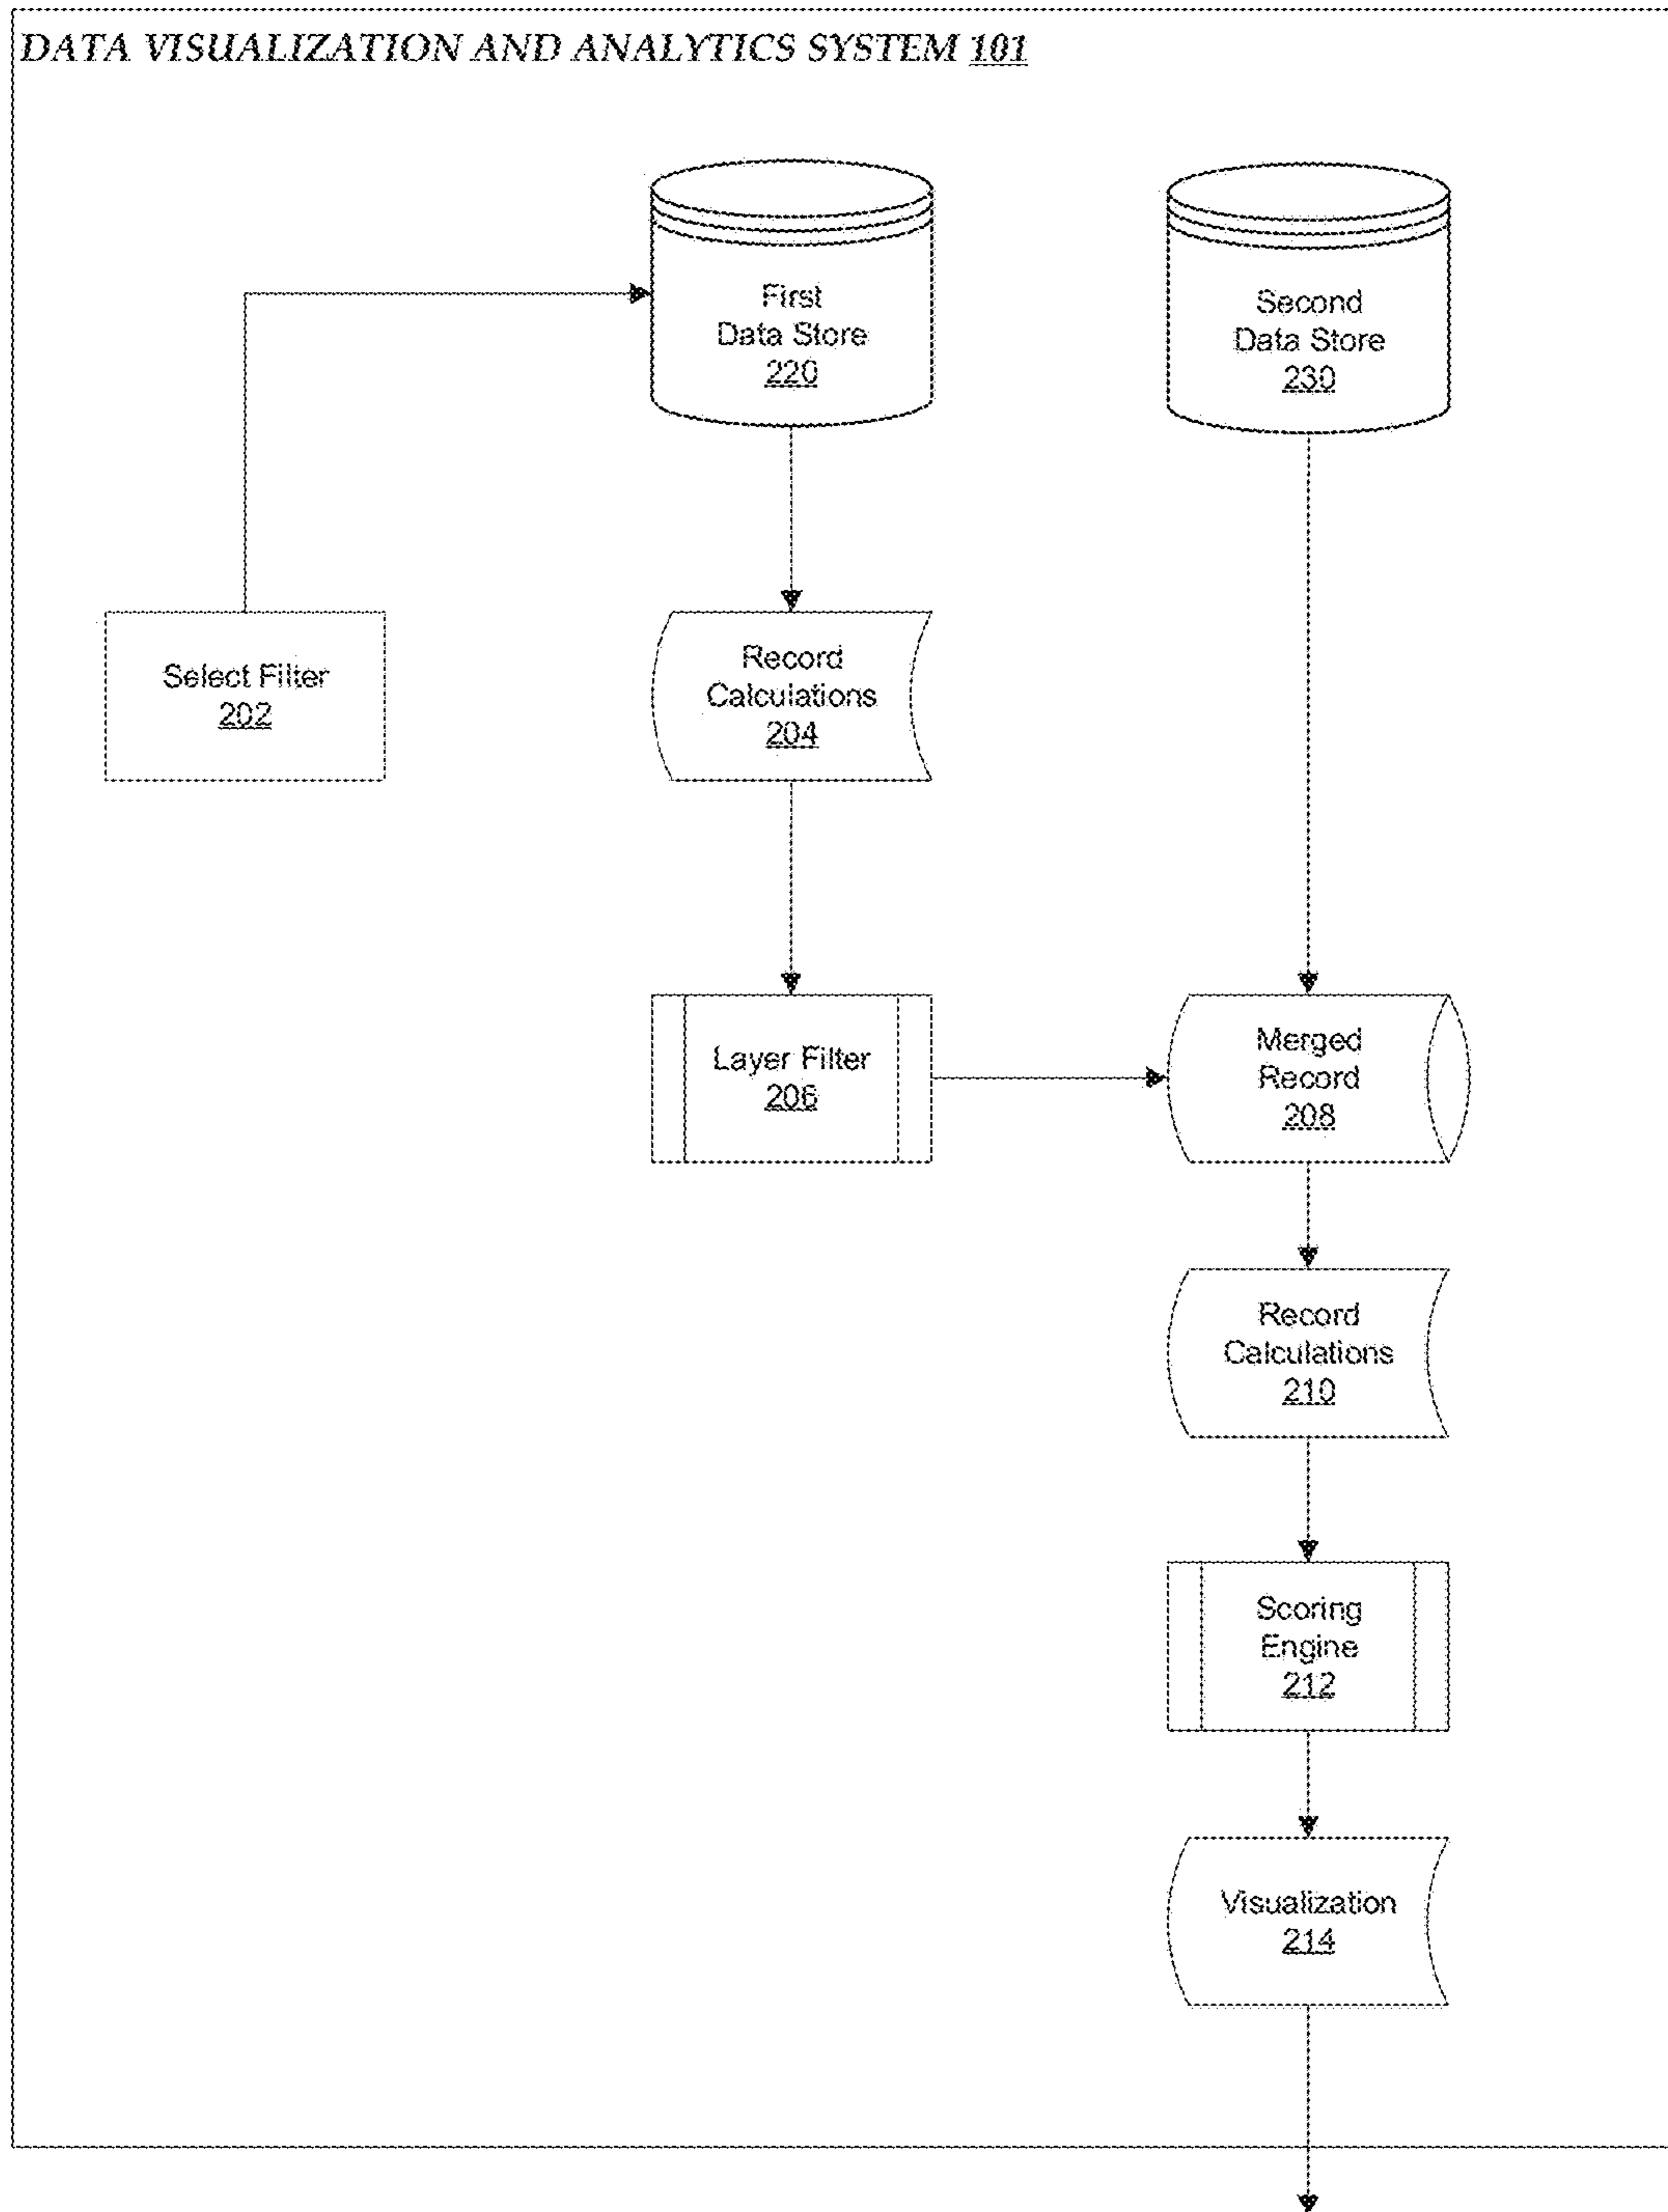 DATA VISUALIZATION AND ANALYTICS SYSTEM 101
First
Data Store
220
Second
Data Store
230
Select Filter
202
Record
Calculations
204
Layer Filter
206
Merged
Record
208
Record
Calculations
210
Scoring
Engine
212
Visualization
214